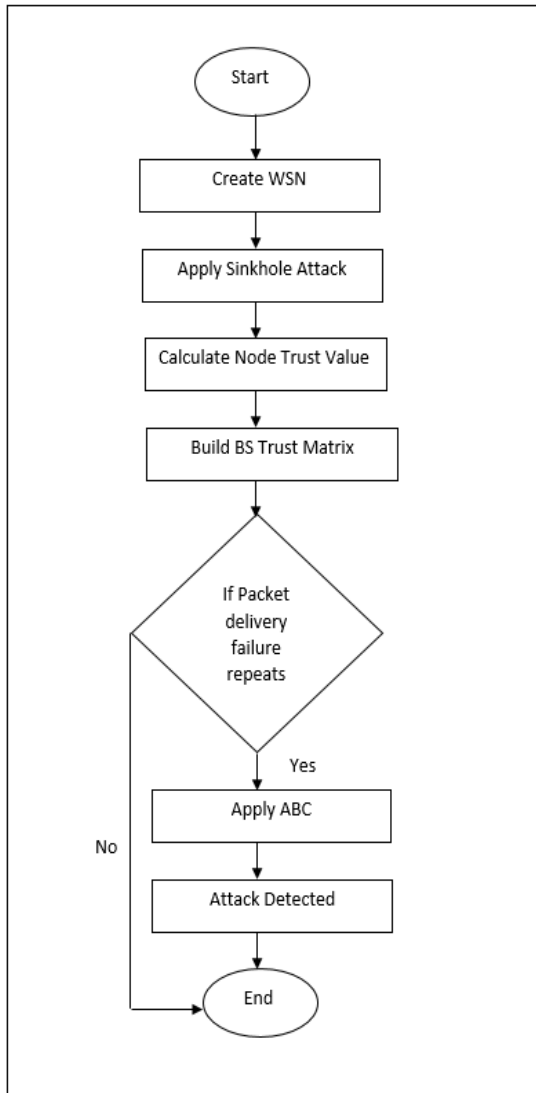 Start
Create WSN
Apply Sinkhole Attack
Calculate Node Trust Value
Build BS Trust Matrix
If Packet
delivery
failure
repeats
Yes
Apply ABC
No
Attack Detected
End